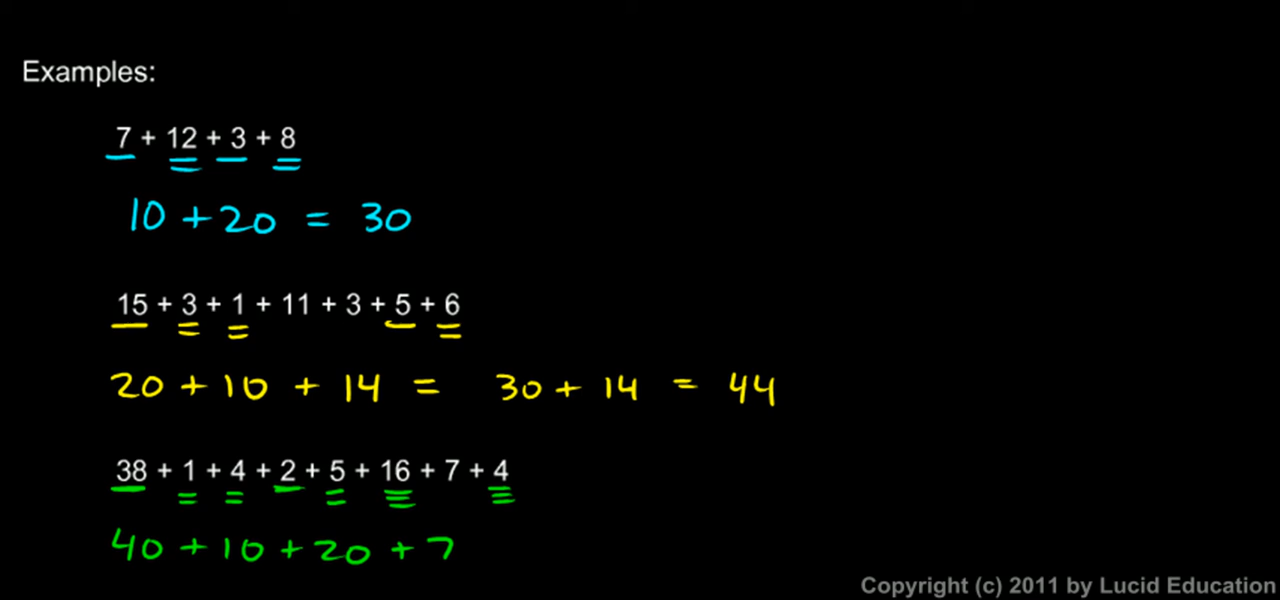 Examples:
7 + 12 + 3 + 8
10 + 20 = 30
15 + 3 + 1 + 11 + 3 + 5 + 6
20 + 10 + 14 = 30 + 14 = 44
38 + 1 + 4 + 2 + 5 + 16 + 7 + 4
40 + 10 + 20 + 7
Copyright (c) 2011 by Lucid Education